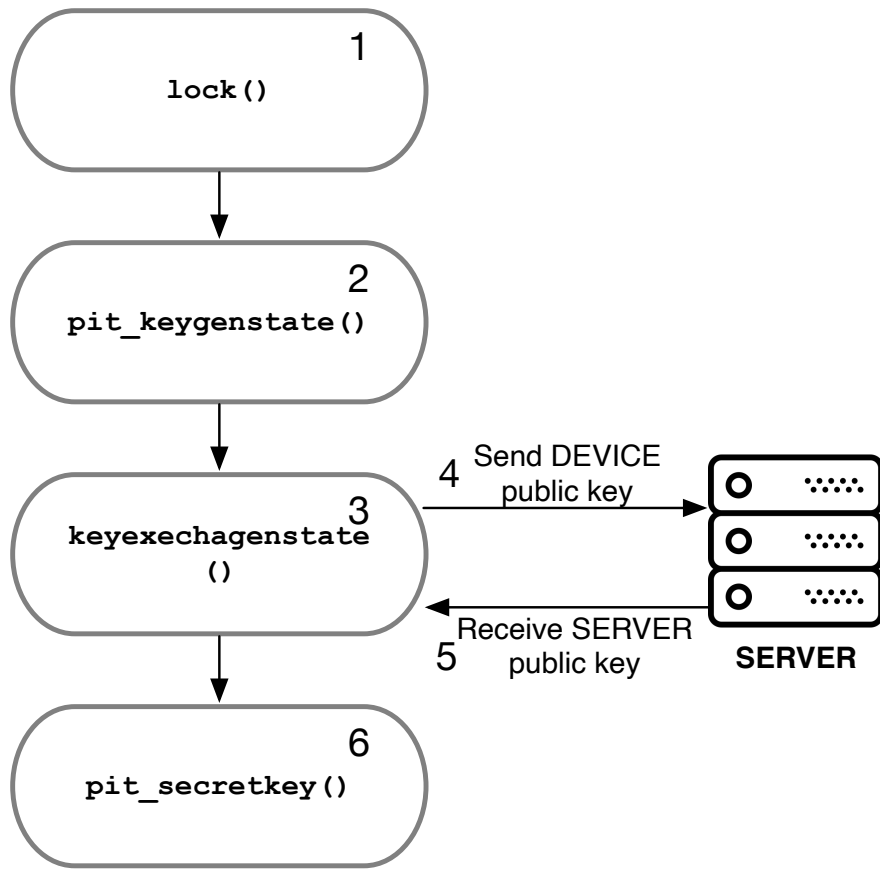 1
lock()
2
pit_keygenstate()
3
keyexechagenstate
()
4
Send DEVICE
public key
5
Receive SERVER
public key
SERVER
6
pit_secretkey()